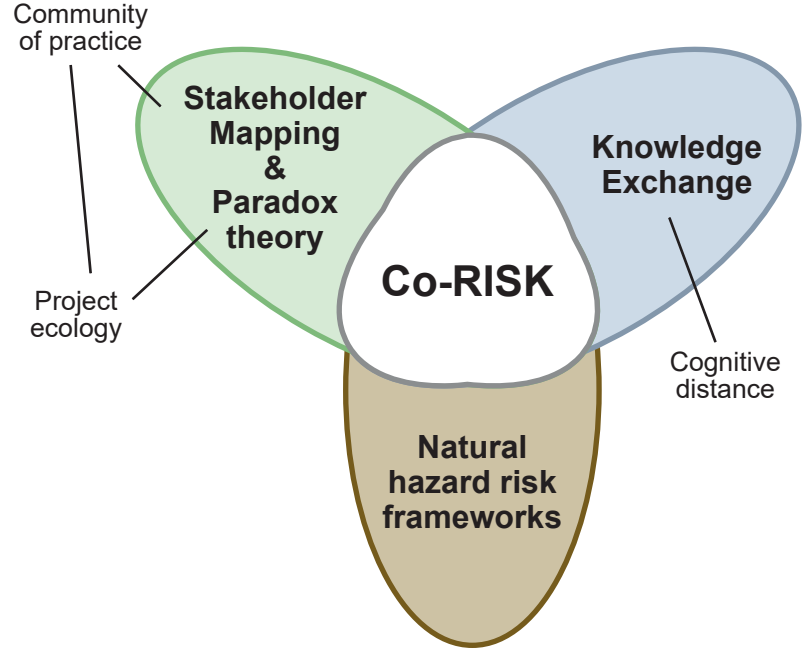 Community
of practice
Stakeholder
Mapping
&
Paradox
theory
Knowledge
Exchange
Co-RISK
Project
ecology
Cognitive
distance
Natural
hazard risk
frameworks